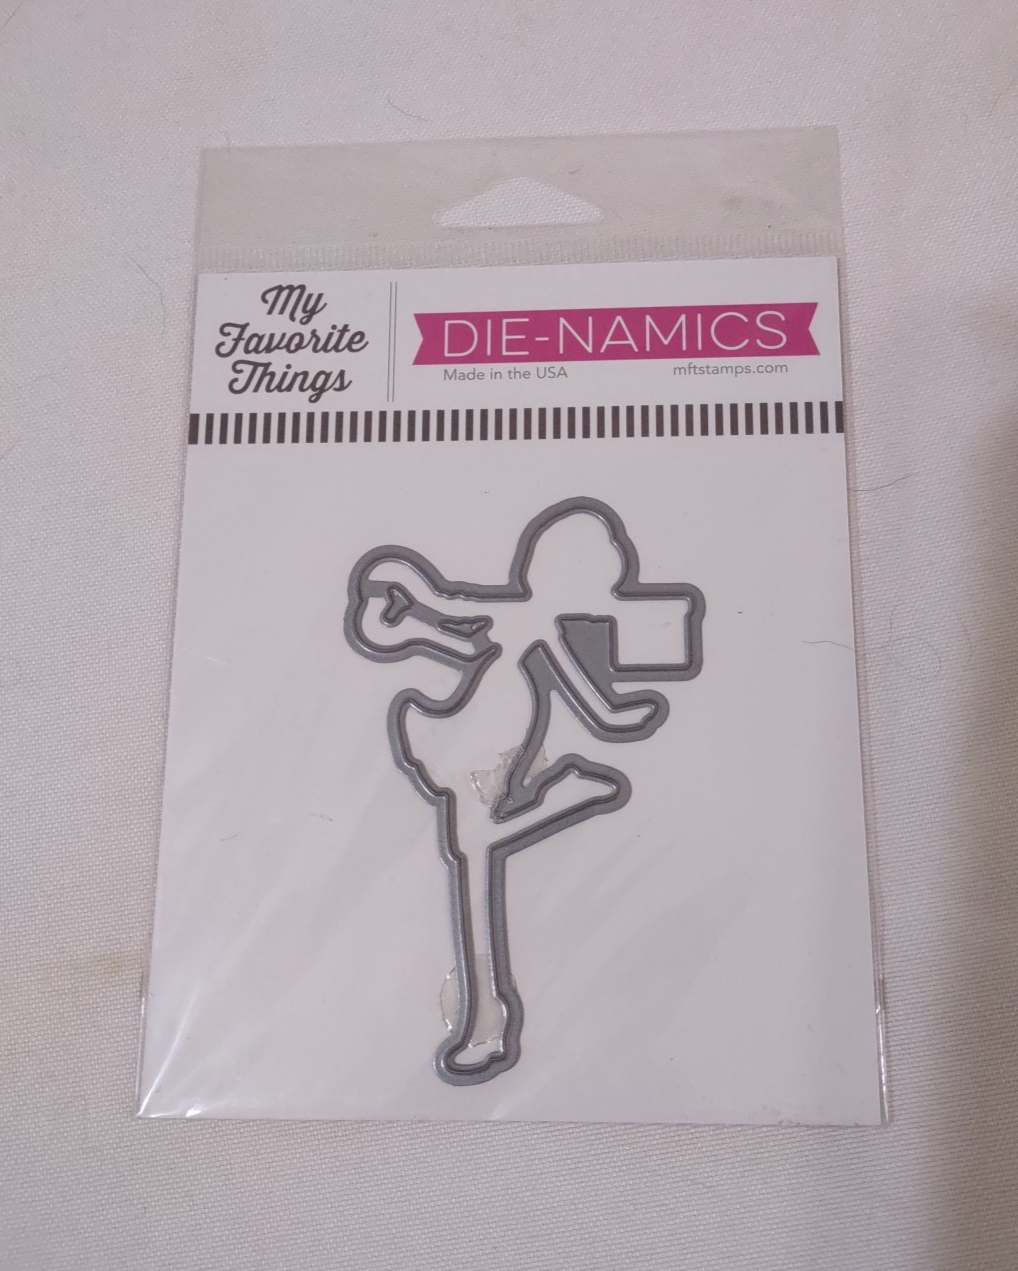 My
Favorite
Things
DIE-NAMICS
Made in the USA
mftstamps.com